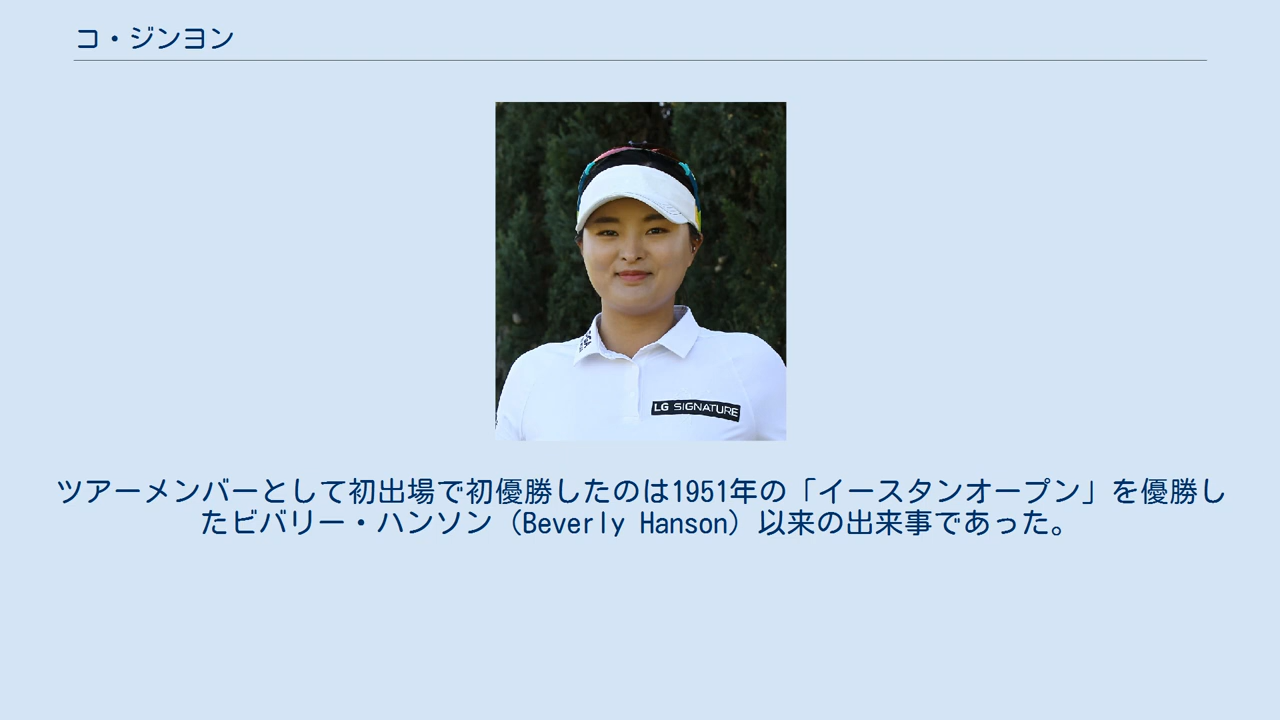 コ・ジンヨン
LG SIGNATURE
ツアーメンバーとして初出場で初優勝したのは1951年の「イースタンオープン」を優勝し
たビバリー・ハンソン（Beverly Hanson）以来の出来事であった。